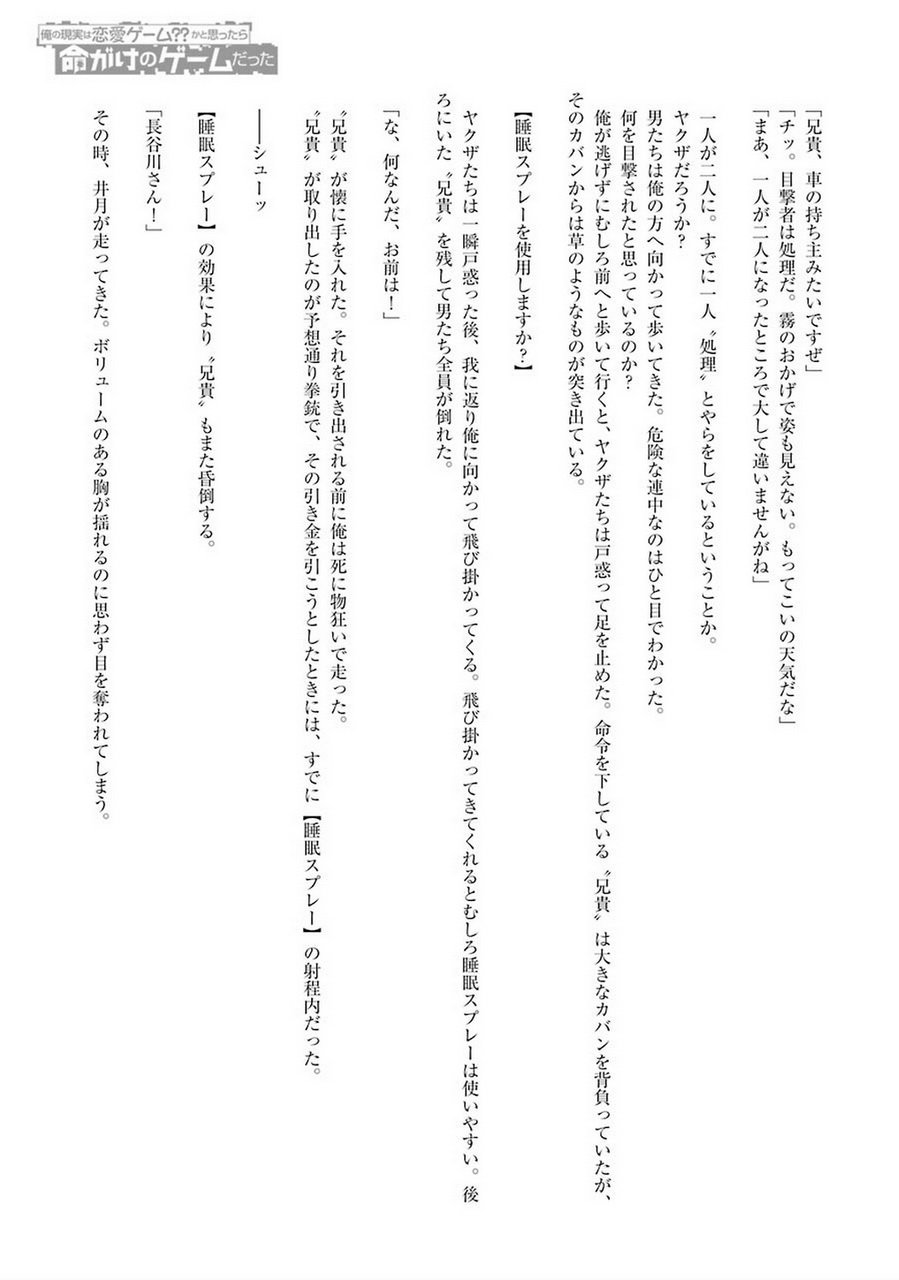 俺の現実は恋愛ゲーム??かと思ったら
命がけのゲームだった
「兄貴、車の持ち主みたいですぜ」
「チッ。目撃者は処理だ。霧のおかげで姿も見えない。もってこいの天気だな」
「まあ、一人が二人になったところで大して違いませんがね」
一人が二人に。すでに一人〝処理〟とやらをしているということか。
ヤクザだろうか?
男たちは俺の方へ向かって歩いてきた。危険な連中なのはひと目でわかった。
何を目撃されたと思っているのか?
俺が逃げずにむしろ前へと歩いて行くと、ヤクザたちは戸惑って足を止めた。命令を下している〝兄貴〟は大きなカバンを背負っていたが、
そのカバンからは草のようなものが突き出ている。
【睡眠スプレーを使用しますか?】
ヤクザたちは一瞬戸惑った後、我に返り俺に向かって飛び掛かってくる。飛び掛かってきてくれるとむしろ睡眠スプレーは使いやすい。後
ろにいた〝兄貴〟を残して男たち全員が倒れた。
「な、何なんだ、お前は!」
〝兄貴〟が懐に手を入れた。それを引き出される前に俺は死に物狂いで走った。
〝兄貴〟が取り出したのが予想通り拳銃で、その引き金を引こうとしたときには、すでに【睡眠スプレー】の射程内だった。
――シューッ
【睡眠スプレー】の効果により〝兄貴〟もまた昏倒する。
「長谷川さん!」
その時、井月が走ってきた。ボリュームのある胸が揺れるのに思わず目を奪われてしまう。